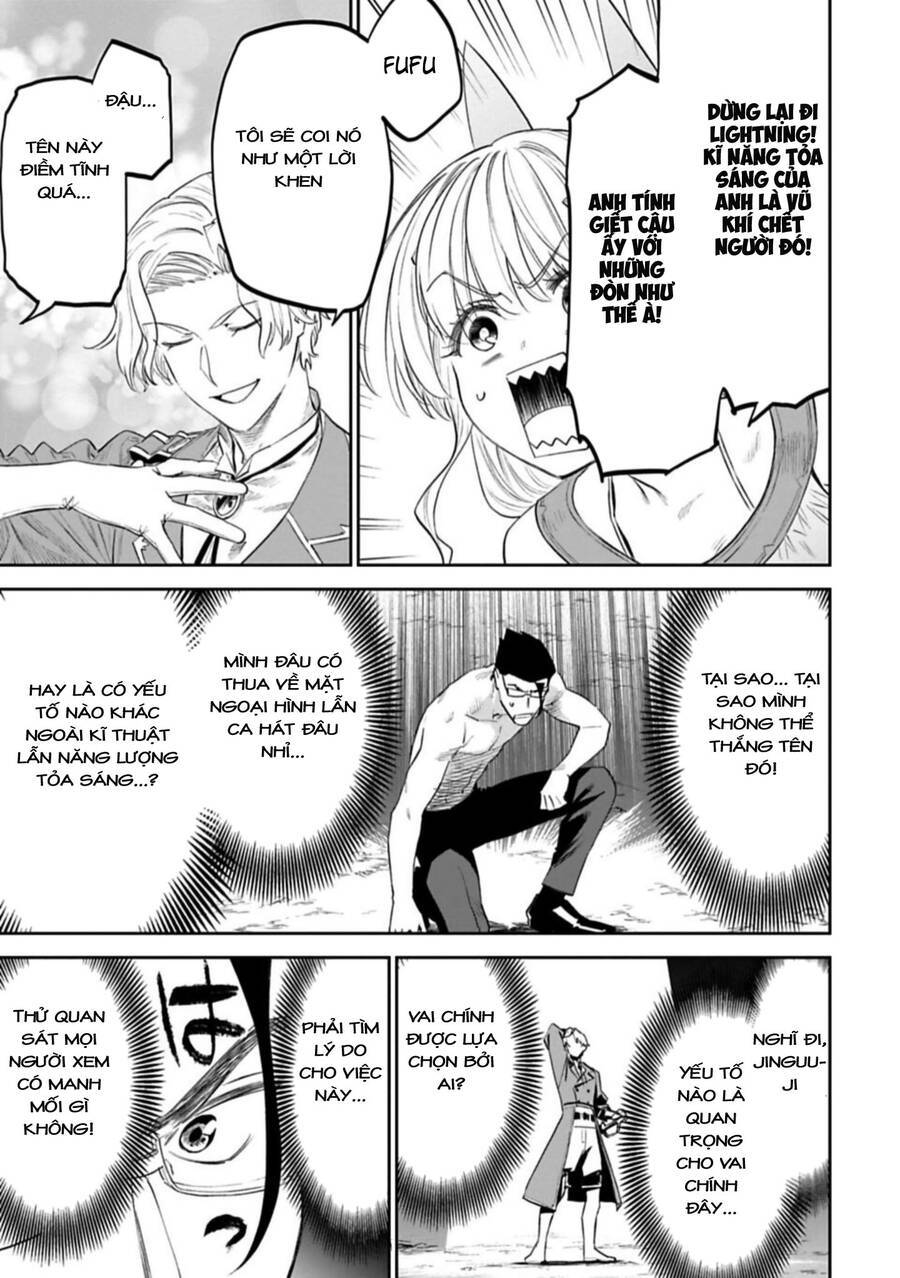 DỪNG LẠI ĐI
LIGHTNING!
KĨ NĂNG TỎA
SÁNG CỦA
ANH LÀ VŨ
KHÍ CHẾT
NGƯỜI ĐÓ!
ANH TÍNH
GIẾT CẬU
ẤY VỚI
NHỮNG
ĐÒN NHƯ
THẾ À!
FUFU
TÔI SẼ COI NÓ
NHƯ MỘT LỜI
KHEN
ĐẬU...
TÊN NÀY
ĐIỀM TĨNH
QUÁ...
TẠI SAO... TẠI
SAO MÌNH
KHÔNG THỂ
THẮNG TÊN
ĐÓ!
MÌNH ĐÂU CÓ
THUA VỀ MẶT
NGOẠI HÌNH LẪN
CA HÁT ĐÂU
NHỈ...
HAY LÀ CÓ YẾU
TỐ NÀO KHÁC
NGOÀI KĨ THUẬT
LẪN NĂNG LƯỢNG
TỎA SÁNG...?
NGHĨ ĐI,
JINGUU-
JI
YẾU TỐ
NÀO LÀ
QUAN
TRỌNG
CHO VAI
CHÍNH
ĐÂY...
VAI CHÍNH
ĐƯỢC LỰA
CHỌN BỞI
AI?
PHẢI TÌM
LÝ DO
CHO VIỆC
NÀY...
THỬ QUAN
SÁT MỌI
NGƯỜI XEM
CÓ MANH
MỐI GÌ
KHÔNG!
はっ